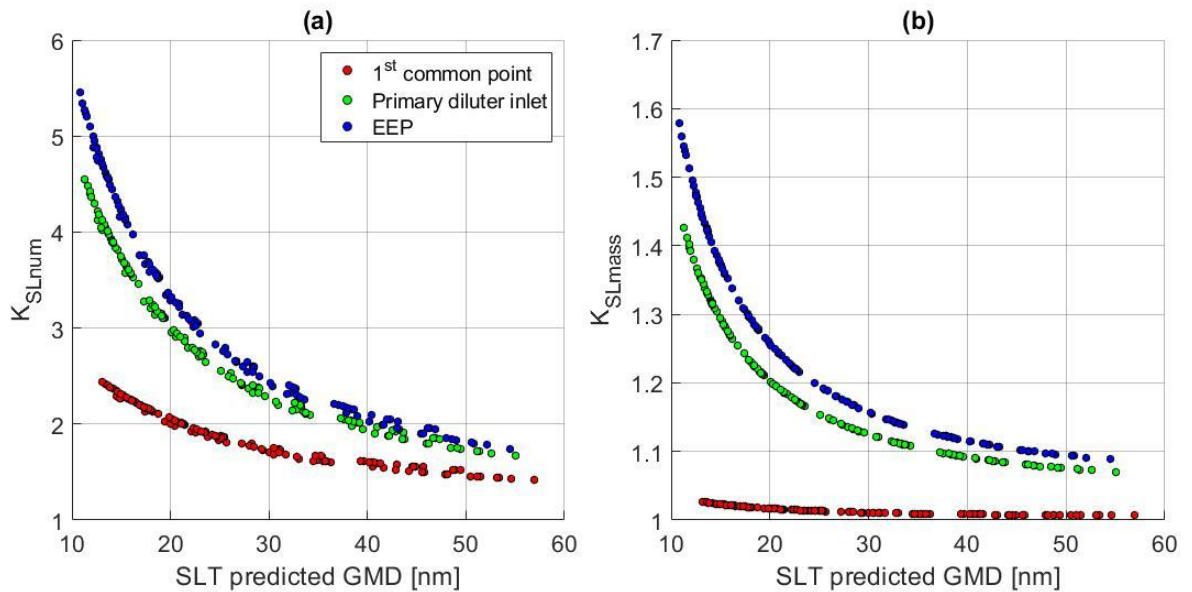 (a)
6
5
4
3
2
1
K_SLnum
10 20 30 40 50 60
SLT predicted GMD [nm]
1st common point
Primary diluter inlet
EEP
(b)
1.7
1.6
1.5
1.4
1.3
1.2
1.1
1
K_SLmass
10 20 30 40 50 60
SLT predicted GMD [nm]